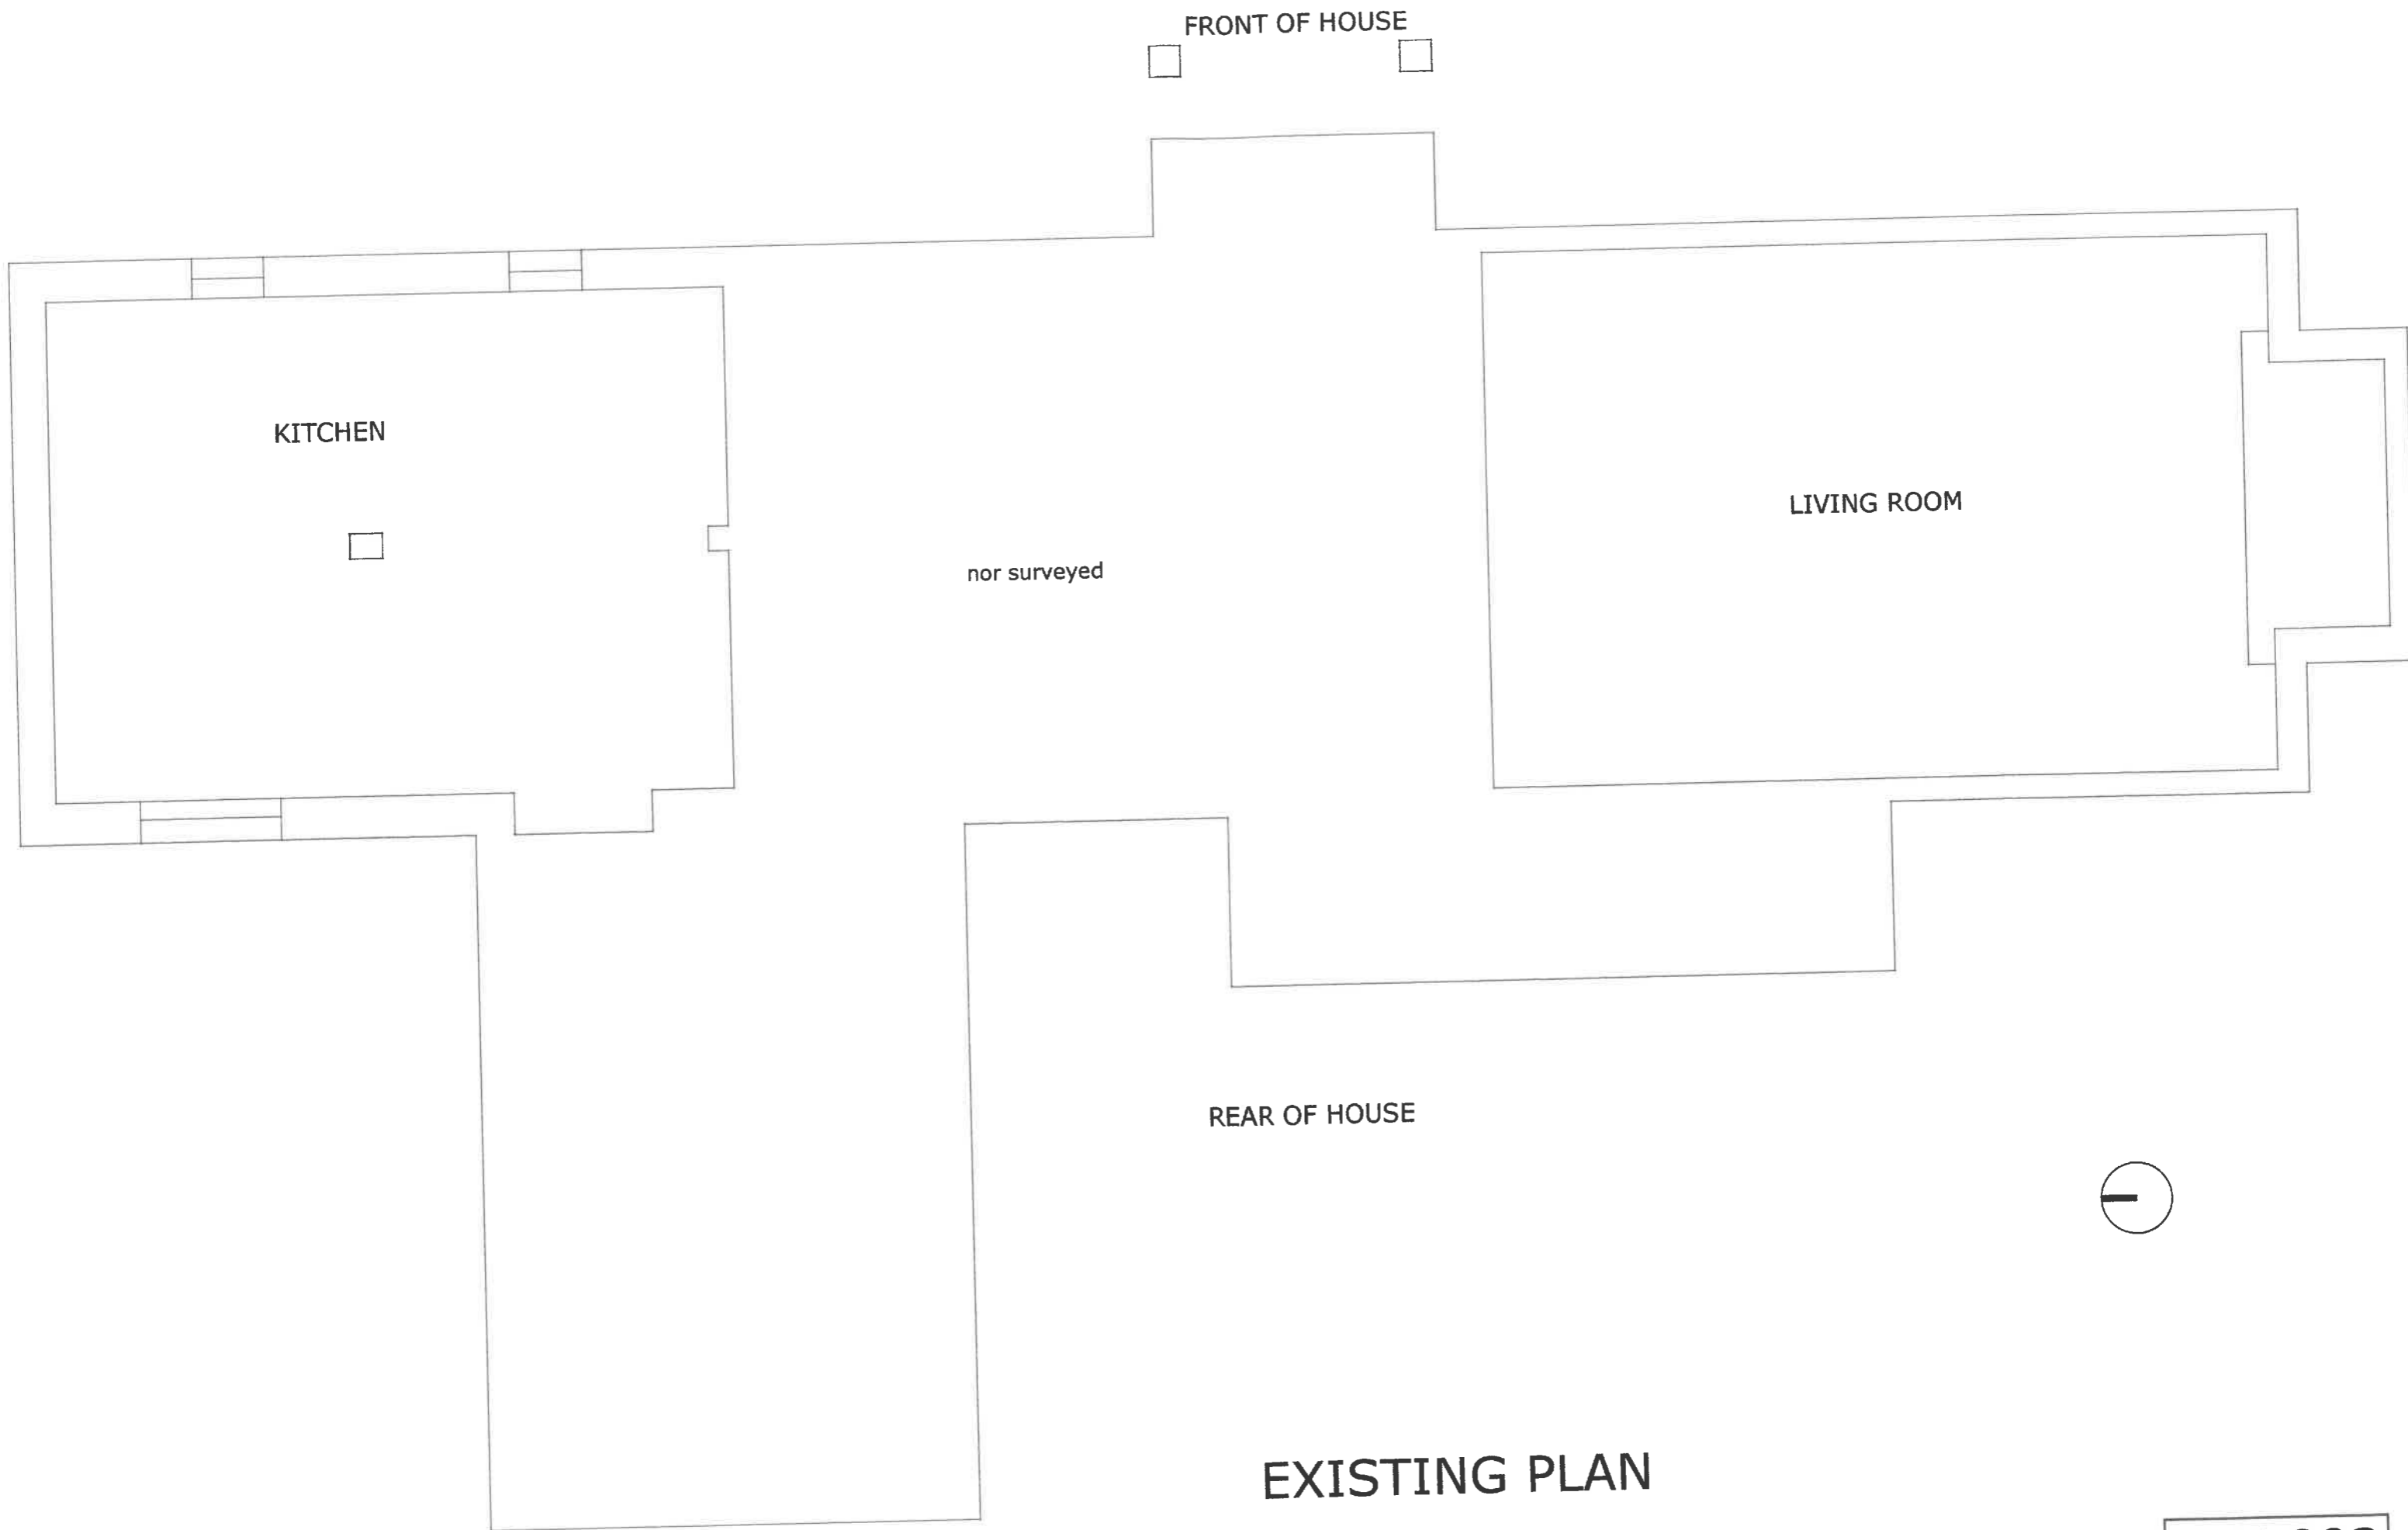 FRONT OF HOUSE
KITCHEN
LIVING ROOM
nor surveyed
REAR OF HOUSE
EXISTING PLAN